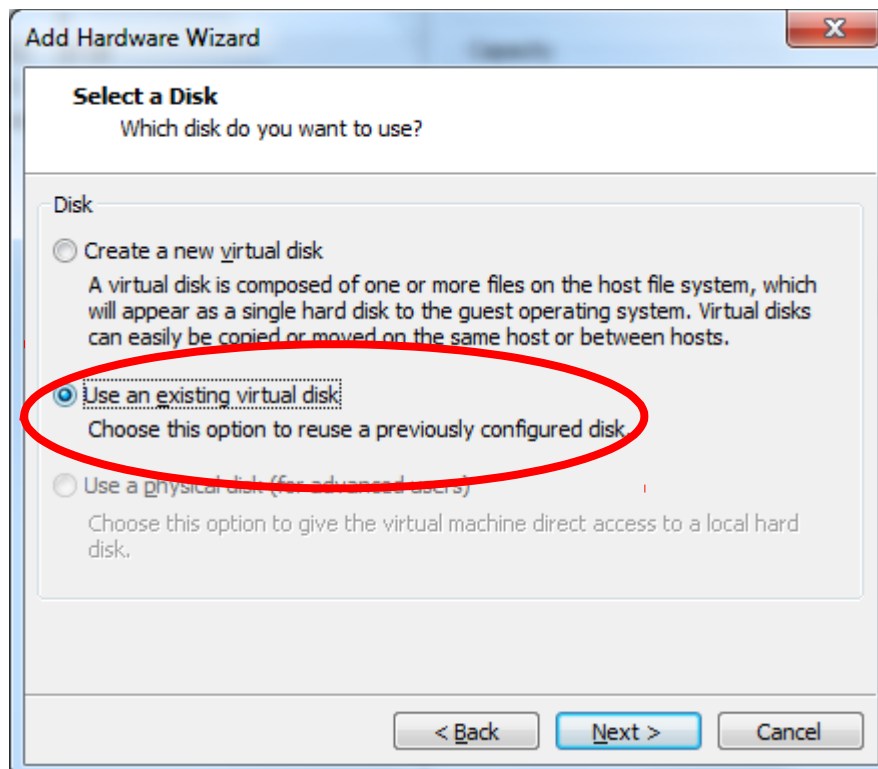 Add Hardware Wizard
Capacity
Select a Disk
Which disk do you want to use?
Disk
Create a new virtual disk
A virtual disk is composed of one or more files on the host file system, which
will appear as a single hard disk to the guest operating system. Virtual disks
can easily be copied or moved on the same host or between hosts.
Use an existing virtual disk
Choose this option to reuse a previously configured disk.
Use a physical disk (for advanced users)
Choose this option to give the virtual machine direct access to a local hard
disk.
< Back Next > Cancel